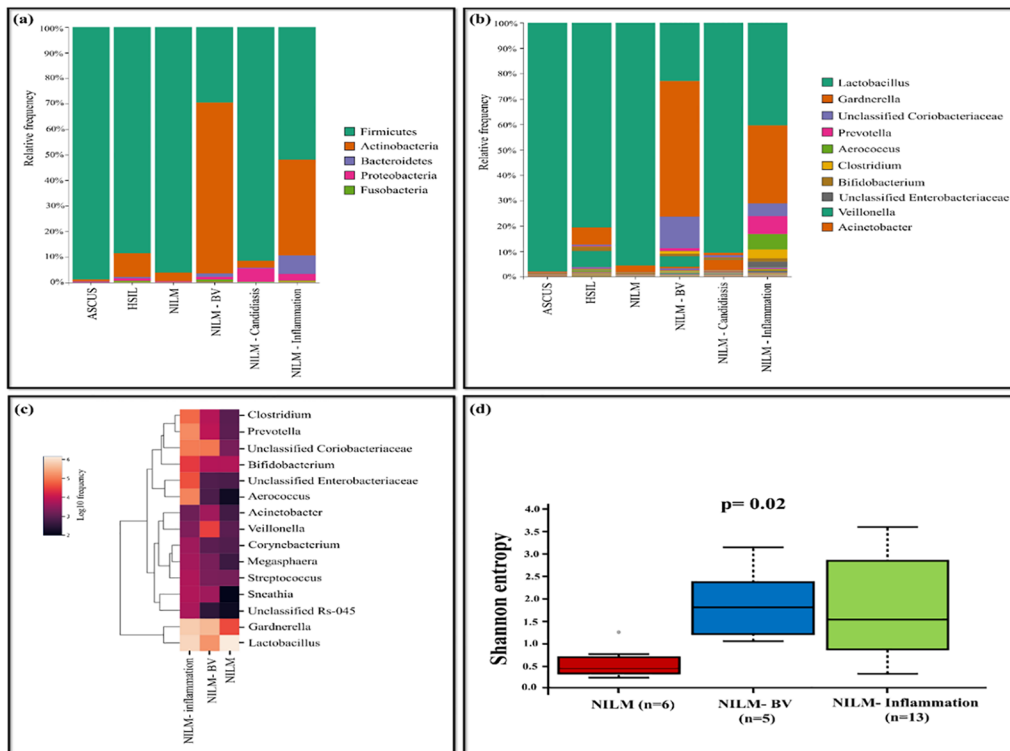 (a)
100%
90%
80%
70%
60%
50%
40%
30%
20%
10%
0%
Relative frequency
ASCUS
HSIL
NILM
NILM - BV
NILM - Candidiasis
NILM - Inflammation
Firmicutes
Actinobacteria
Bacteroidetes
Proteobacteria
Fusobacteria
(b)
100%
90%
80%
70%
60%
50%
40%
30%
20%
10%
0%
Relative frequency
ASCUS
HSIL
NILM
NILM - BV
NILM - Candidiasis
NILM - Inflammation
Lactobacillus
Gardnerella
Unclassified Coriobacteriaceae
Prevotella
Aerococcus
Clostridium
Bifidobacterium
Unclassified Enterobacteriaceae
Veillonella
Acinetobacter
(c)
6
5
4
3
2
Log10 frequency
Clostridium
Prevotella
Unclassified Coriobacteriaceae
Bifidobacterium
Unclassified Enterobacteriaceae
Aerococcus
Acinetobacter
Veillonella
Corynebacterium
Megasphaera
Streptococcus
Sneathia
Unclassified Rs-045
Gardnerella
Lactobacillus
NILM- inflammation
NILM- BV
NILM
(d)
p= 0.02
Shannon entropy
4.0
3.5
3.0
2.5
2.0
1.5
1.0
0.5
0.0
NILM (n=6)
NILM- BV
(n=5)
NILM- Inflammation
(n=13)